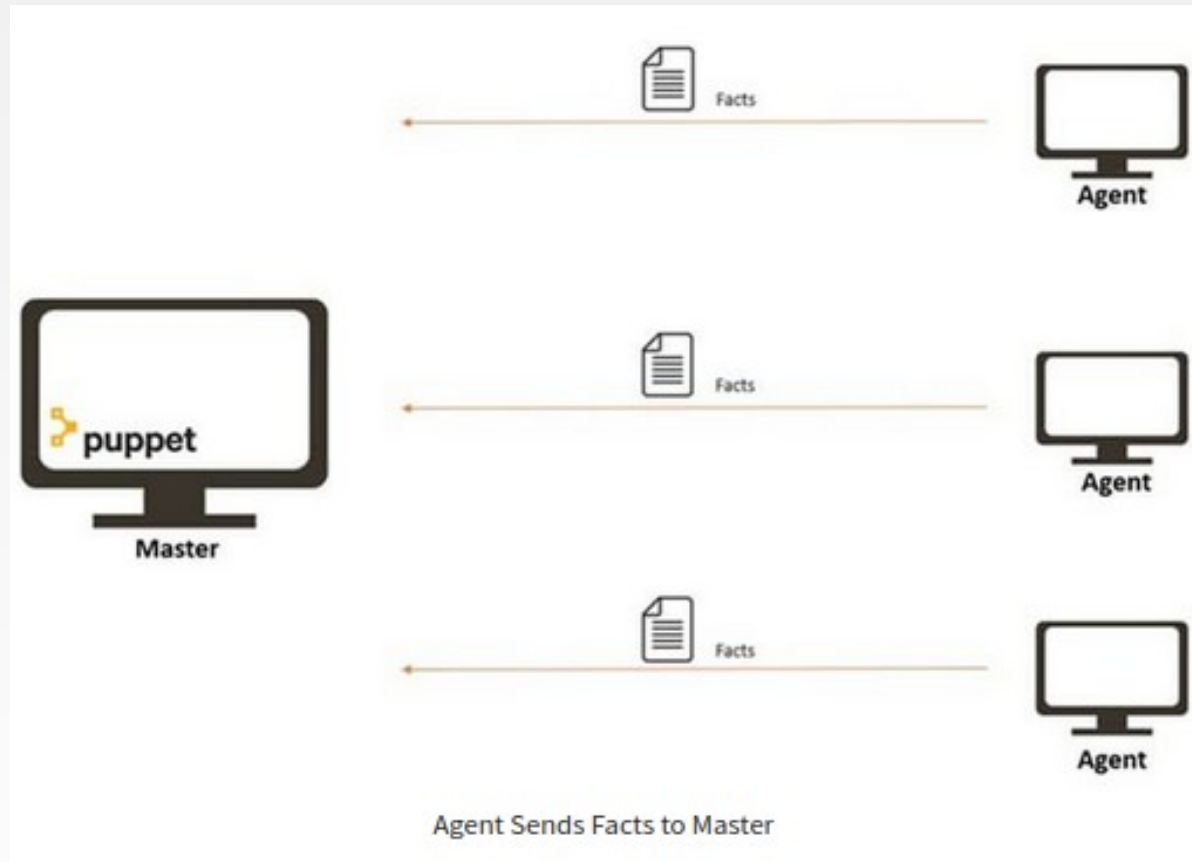 Facts
Agent
Facts
puppet
Agent
Master
Facts
Agent
Agent Sends Facts to Master